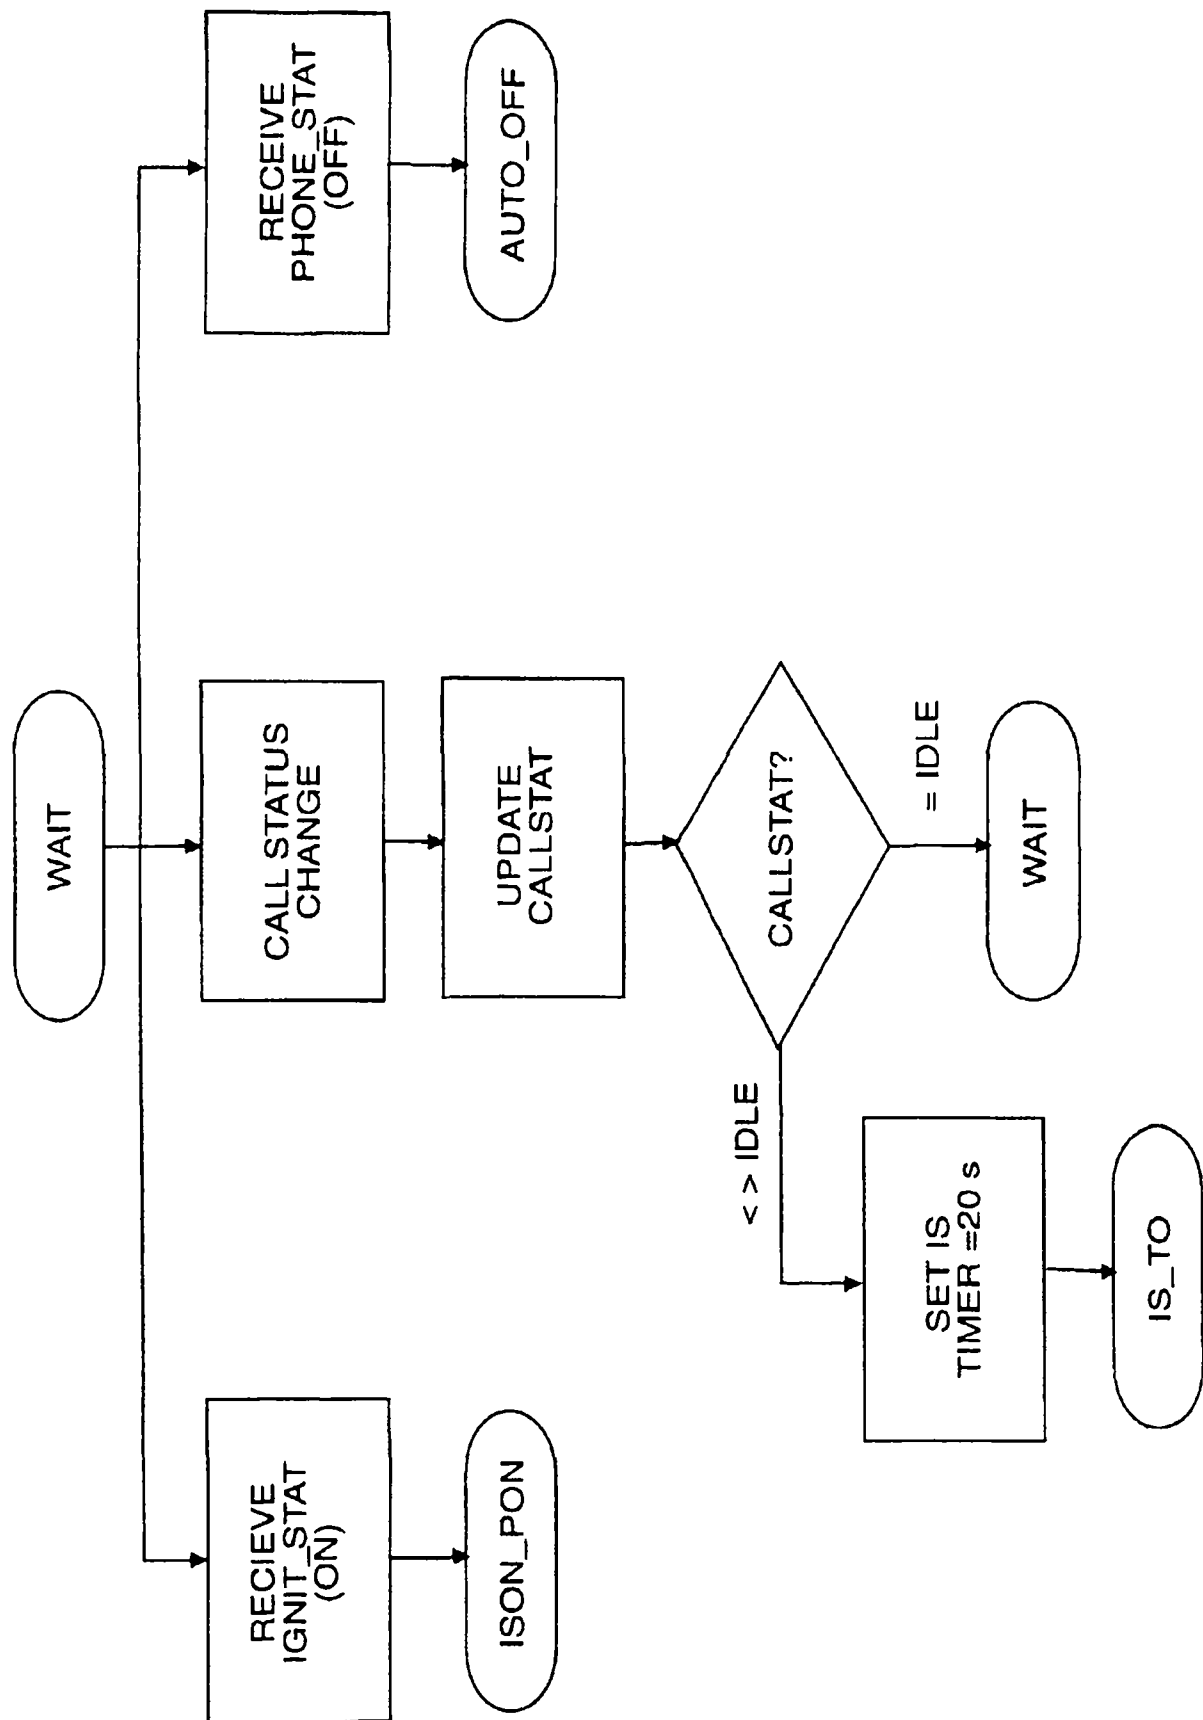 WAIT
RECIEVE
IGNIT_STAT
(ON)
ISON_PON
CALL STATUS
CHANGE
UPDATE
CALLSTAT
CALLSTAT?
< > IDLE
= IDLE
SET IS
TIMER =20 s
IS_TO
WAIT
RECEIVE
PHONE_STAT
(OFF)
AUTO_OFF